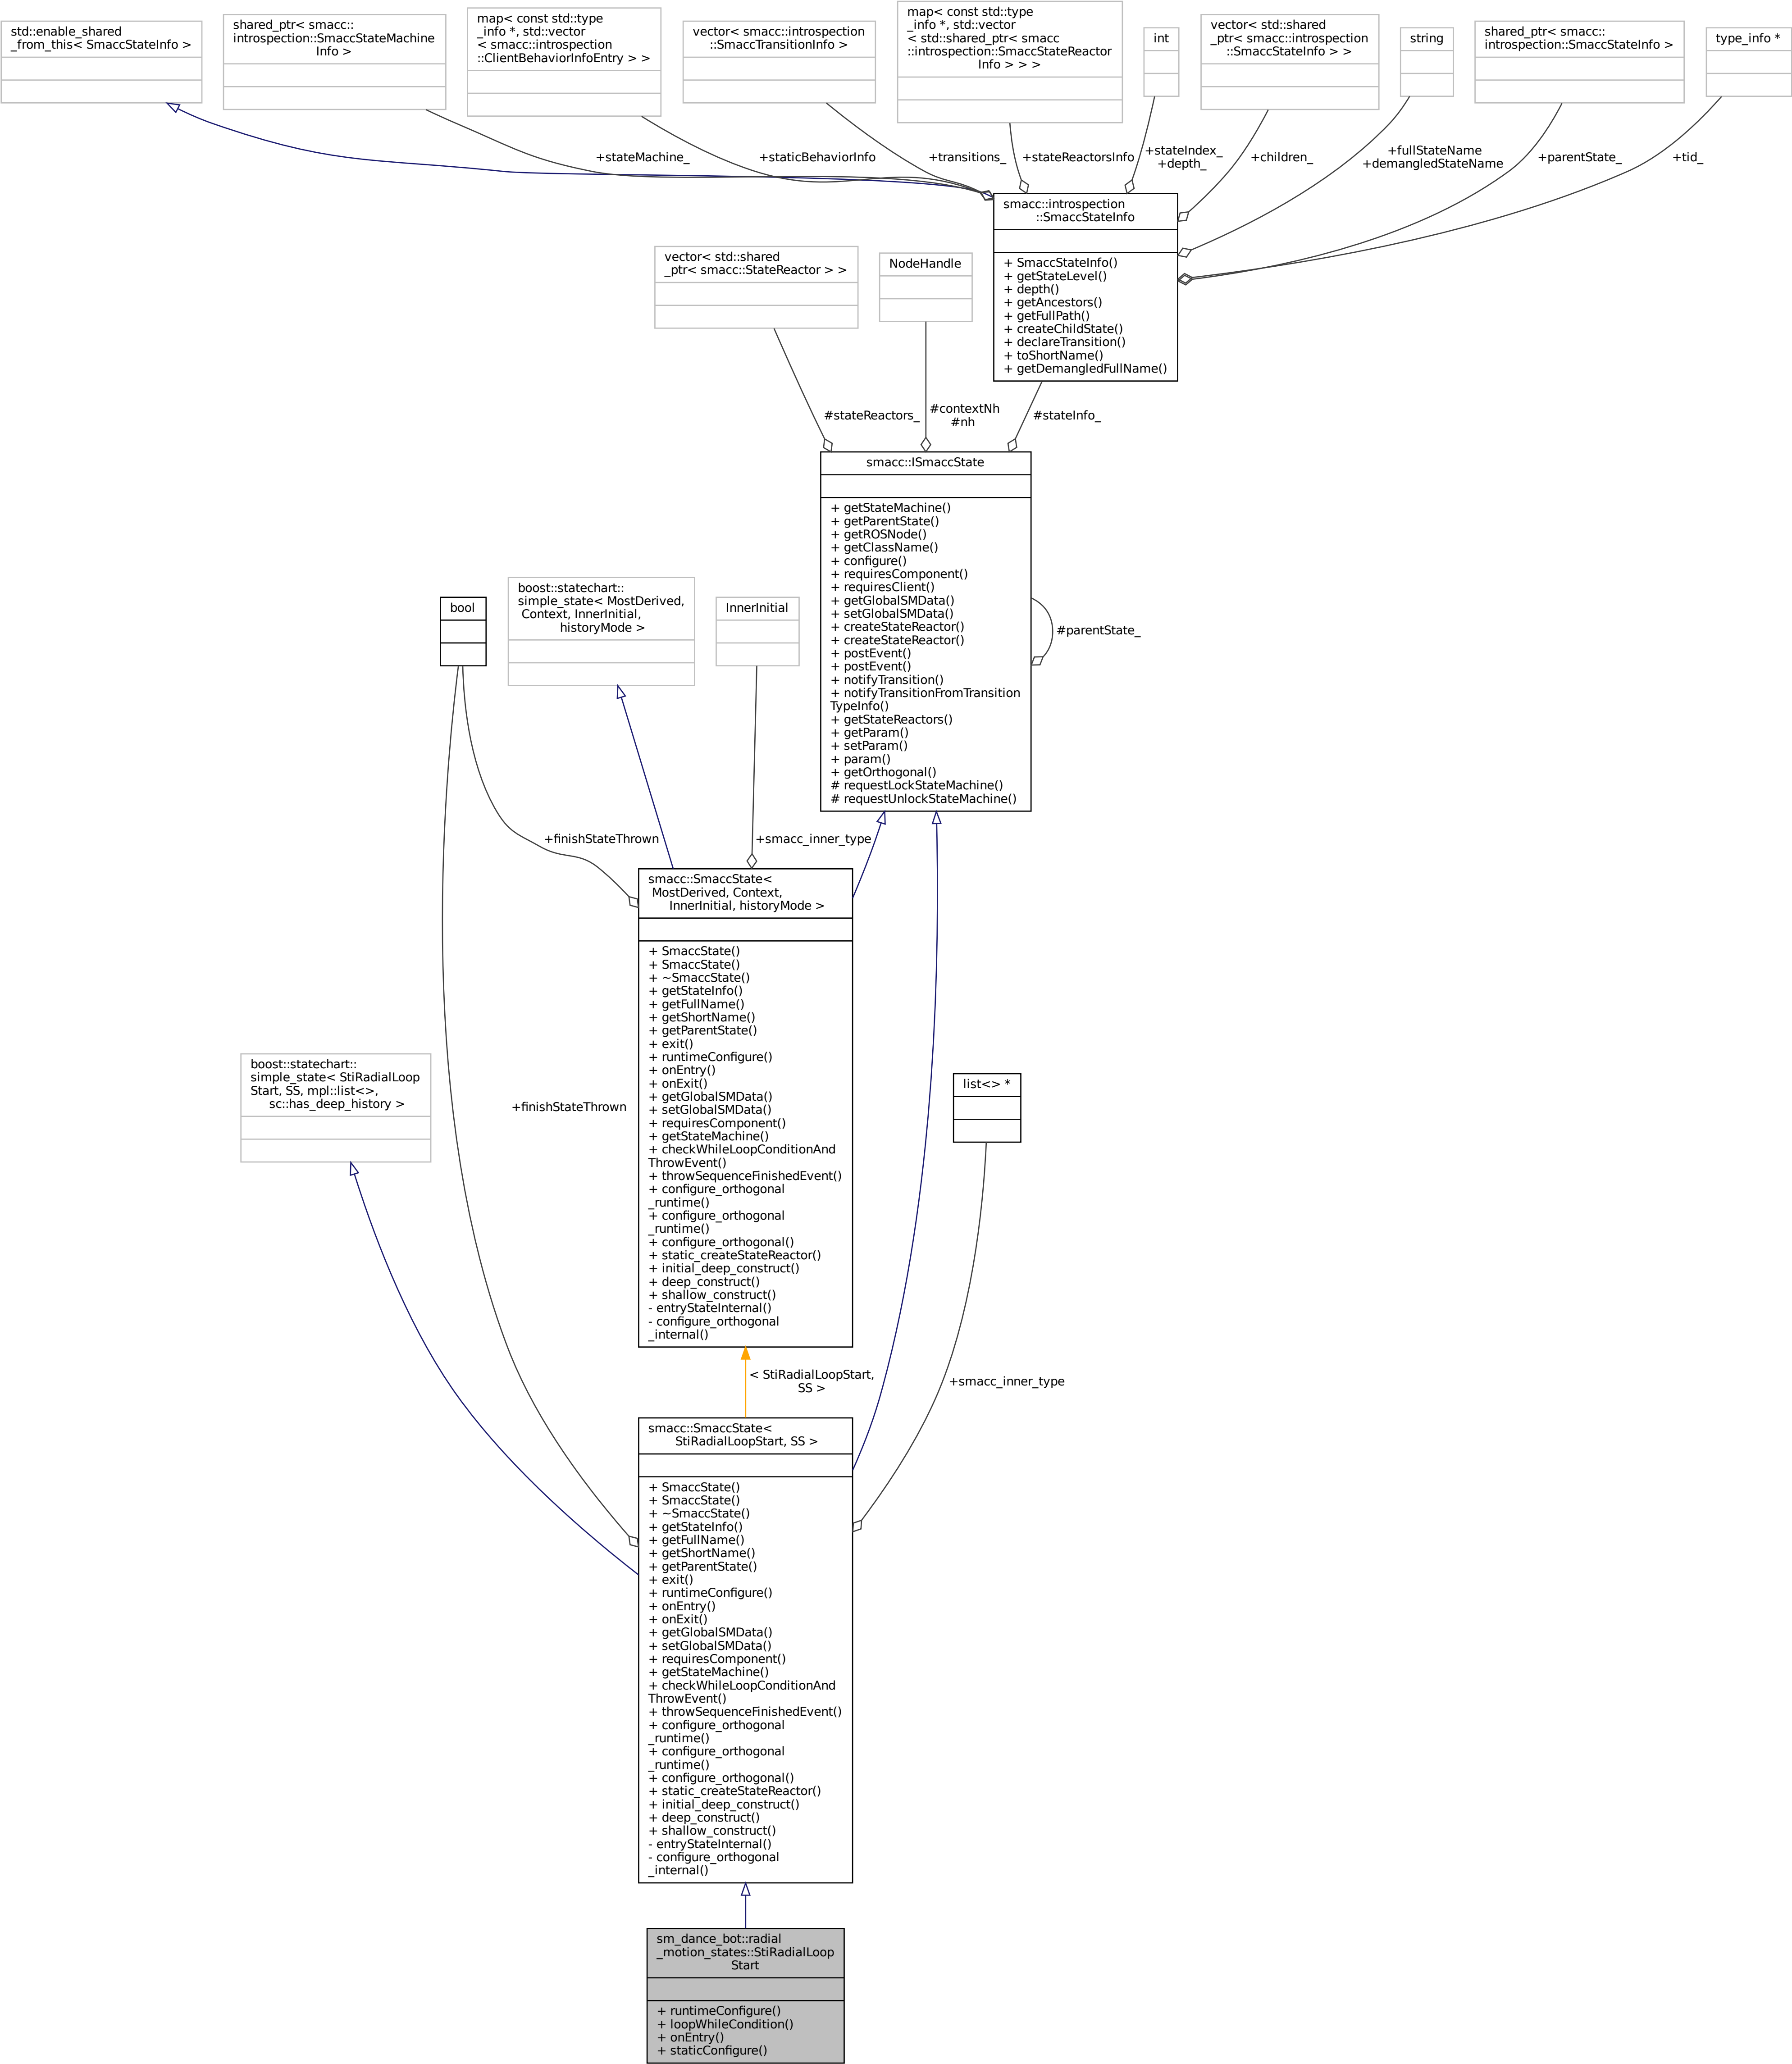 std::enable_shared
_from_this< SmaccStateInfo >
shared_ptr< smacc::
introspection::SmaccStateMachine
Info >
map< const std::type
_info *, std::vector
< smacc::introspection
::ClientBehaviorInfoEntry > >
vector< smacc::introspection
::SmaccTransitionInfo >
map< const std::type
_info *, std::vector
< std::shared_ptr< smacc
::introspection::SmaccStateReactor
Info > > >
int
vector< std::shared
_ptr< smacc::introspection
::SmaccStateInfo > >
string
shared_ptr< smacc::
introspection::SmaccStateInfo >
type_info *
+stateMachine_
+staticBehaviorInfo
+transitions_
+stateReactorsInfo
+stateIndex_
+depth_
+children_
+fullStateName
+demangledStateName
+parentState_
+tid_
smacc::introspection
::SmaccStateInfo
+ SmaccStateInfo()
+ getStateLevel()
+ depth()
+ getAncestors()
+ getFullPath()
+ createChildState()
+ declareTransition()
+ toShortName()
+ getDemangledFullName()
vector< std::shared
_ptr< smacc::StateReactor > >
NodeHandle
#stateReactors_
#contextNh
#nh
#stateInfo_
smacc::ISmaccState
+ getStateMachine()
+ getParentState()
+ getROSNode()
+ getClassName()
+ configure()
+ requiresComponent()
+ requiresClient()
+ getGlobalSMData()
+ setGlobalSMData()
+ createStateReactor()
+ createStateReactor()
+ postEvent()
+ postEvent()
+ notifyTransition()
+ notifyTransitionFromTransition
TypeInfo()
+ getStateReactors()
+ getParam()
+ setParam()
+ param()
+ getOrthogonal()
# requestLockStateMachine()
# requestUnlockStateMachine()
#parentState_
bool
boost::statechart::
simple_state< MostDerived,
Context, InnerInitial,
historyMode >
InnerInitial
+finishStateThrown
+smacc_inner_type
smacc::SmaccState<
MostDerived, Context,
InnerInitial, historyMode >
+ SmaccState()
+ SmaccState()
+ ~SmaccState()
+ getStateInfo()
+ getFullName()
+ getShortName()
+ getParentState()
+ exit()
+ runtimeConfigure()
+ onEntry()
+ onExit()
+ getGlobalSMData()
+ setGlobalSMData()
+ requiresComponent()
+ getStateMachine()
+ checkWhileLoopConditionAnd
ThrowEvent()
+ throwSequenceFinishedEvent()
+ configure_orthogonal
_runtime()
+ configure_orthogonal
_runtime()
+ configure_orthogonal()
+ static_createStateReactor()
+ initial_deep_construct()
+ deep_construct()
+ shallow_construct()
- entryStateInternal()
- configure_orthogonal
_internal()
boost::statechart::
simple_state< StiRadialLoop
Start, SS, mpl::list<>,
sc::has_deep_history >
+finishStateThrown
list<> *
< StiRadialLoopStart,
SS >
+smacc_inner_type
smacc::SmaccState<
StiRadialLoopStart, SS >
+ SmaccState()
+ SmaccState()
+ ~SmaccState()
+ getStateInfo()
+ getFullName()
+ getShortName()
+ getParentState()
+ exit()
+ runtimeConfigure()
+ onEntry()
+ onExit()
+ getGlobalSMData()
+ setGlobalSMData()
+ requiresComponent()
+ getStateMachine()
+ checkWhileLoopConditionAnd
ThrowEvent()
+ throwSequenceFinishedEvent()
+ configure_orthogonal
_runtime()
+ configure_orthogonal
_runtime()
+ configure_orthogonal()
+ static_createStateReactor()
+ initial_deep_construct()
+ deep_construct()
+ shallow_construct()
- entryStateInternal()
- configure_orthogonal
_internal()
sm_dance_bot::radial
_motion_states::StiRadialLoop
Start
+ runtimeConfigure()
+ loopWhileCondition()
+ onEntry()
+ staticConfigure()